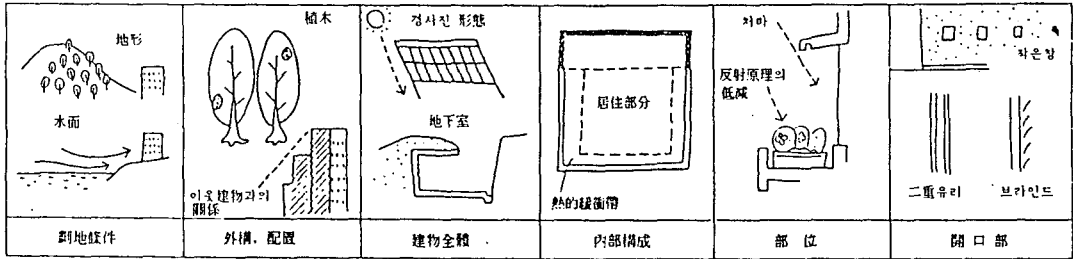 地形
水面
劃地條件
植木
이웃建物과의
關係
外構, 配置
경사진 形態
地下室
建物全體
居住部分
熱的緩衝帶
內部構成
처마
反射原理의
低減
部 位
작은창
二重유리
브라인드
開口部